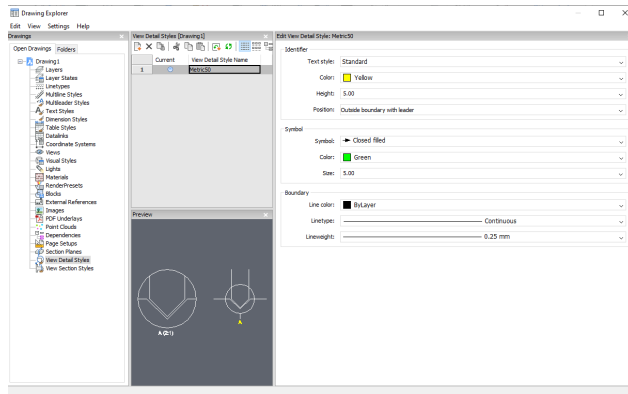 Drawing Explorer
Edit View Settings Help
Drawings
Open Drawings Folders
Drawing1
Layers
Layer States
Linetypes
Multiline Styles
Multileader Styles
Text Styles
Dimension Styles
Table Styles
Datalinks
Coordinate Systems
Views
Visual Styles
Lights
Materials
RenderPresets
Blocks
External References
Images
PDF Underlays
Point Clouds
Dependencies
Page Setups
Section Planes
View Detail Styles
View Section Styles
View Detail Styles [Drawing1]
Current View Detail Style Name
1 Metric50
Preview
A (2:1)
A
Edit View Detail Style: Metric50
Identifier
Text style: Standard
Color: Yellow
Height: 5.00
Position: Outside boundary with leader
Symbol
Symbol: Closed filled
Color: Green
Size: 5.00
Boundary
Line color: ByLayer
Linetype: Continuous
Lineweight: 0.25 mm